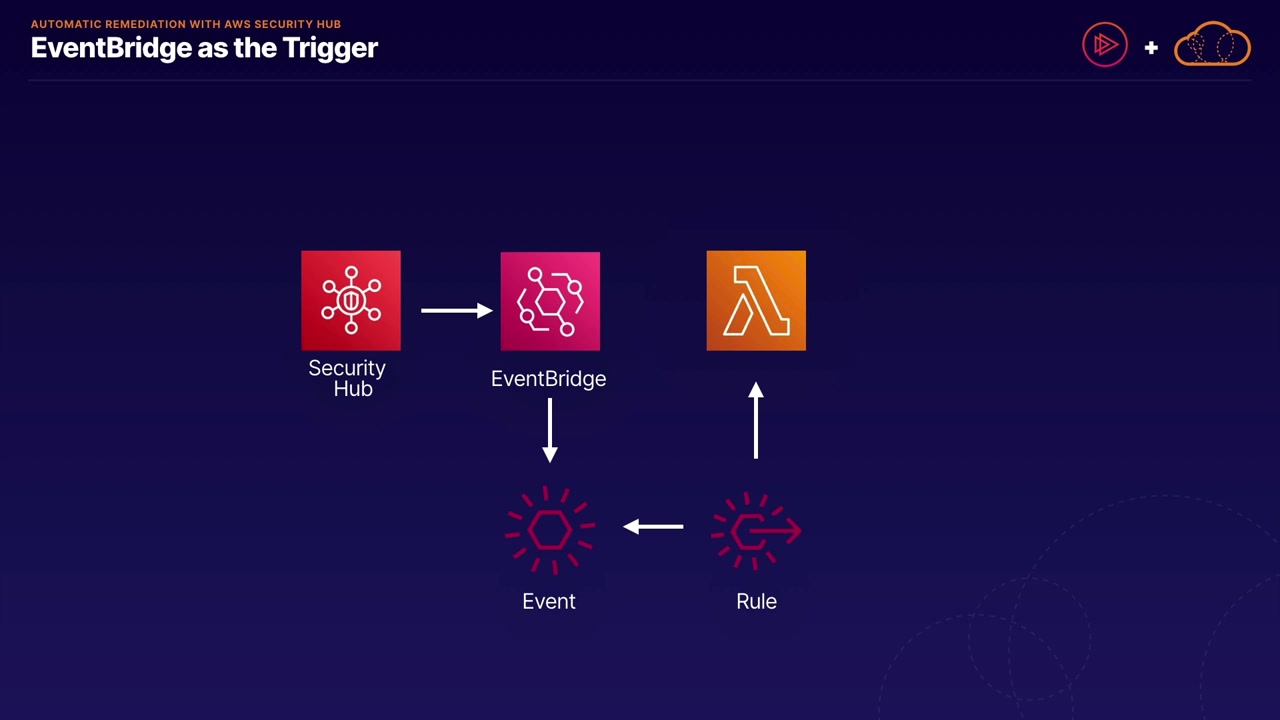 AUTOMATIC REMEDIATION WITH AWS SECURITY HUB
EventBridge as the Trigger
Security
Hub
EventBridge
Event
Rule